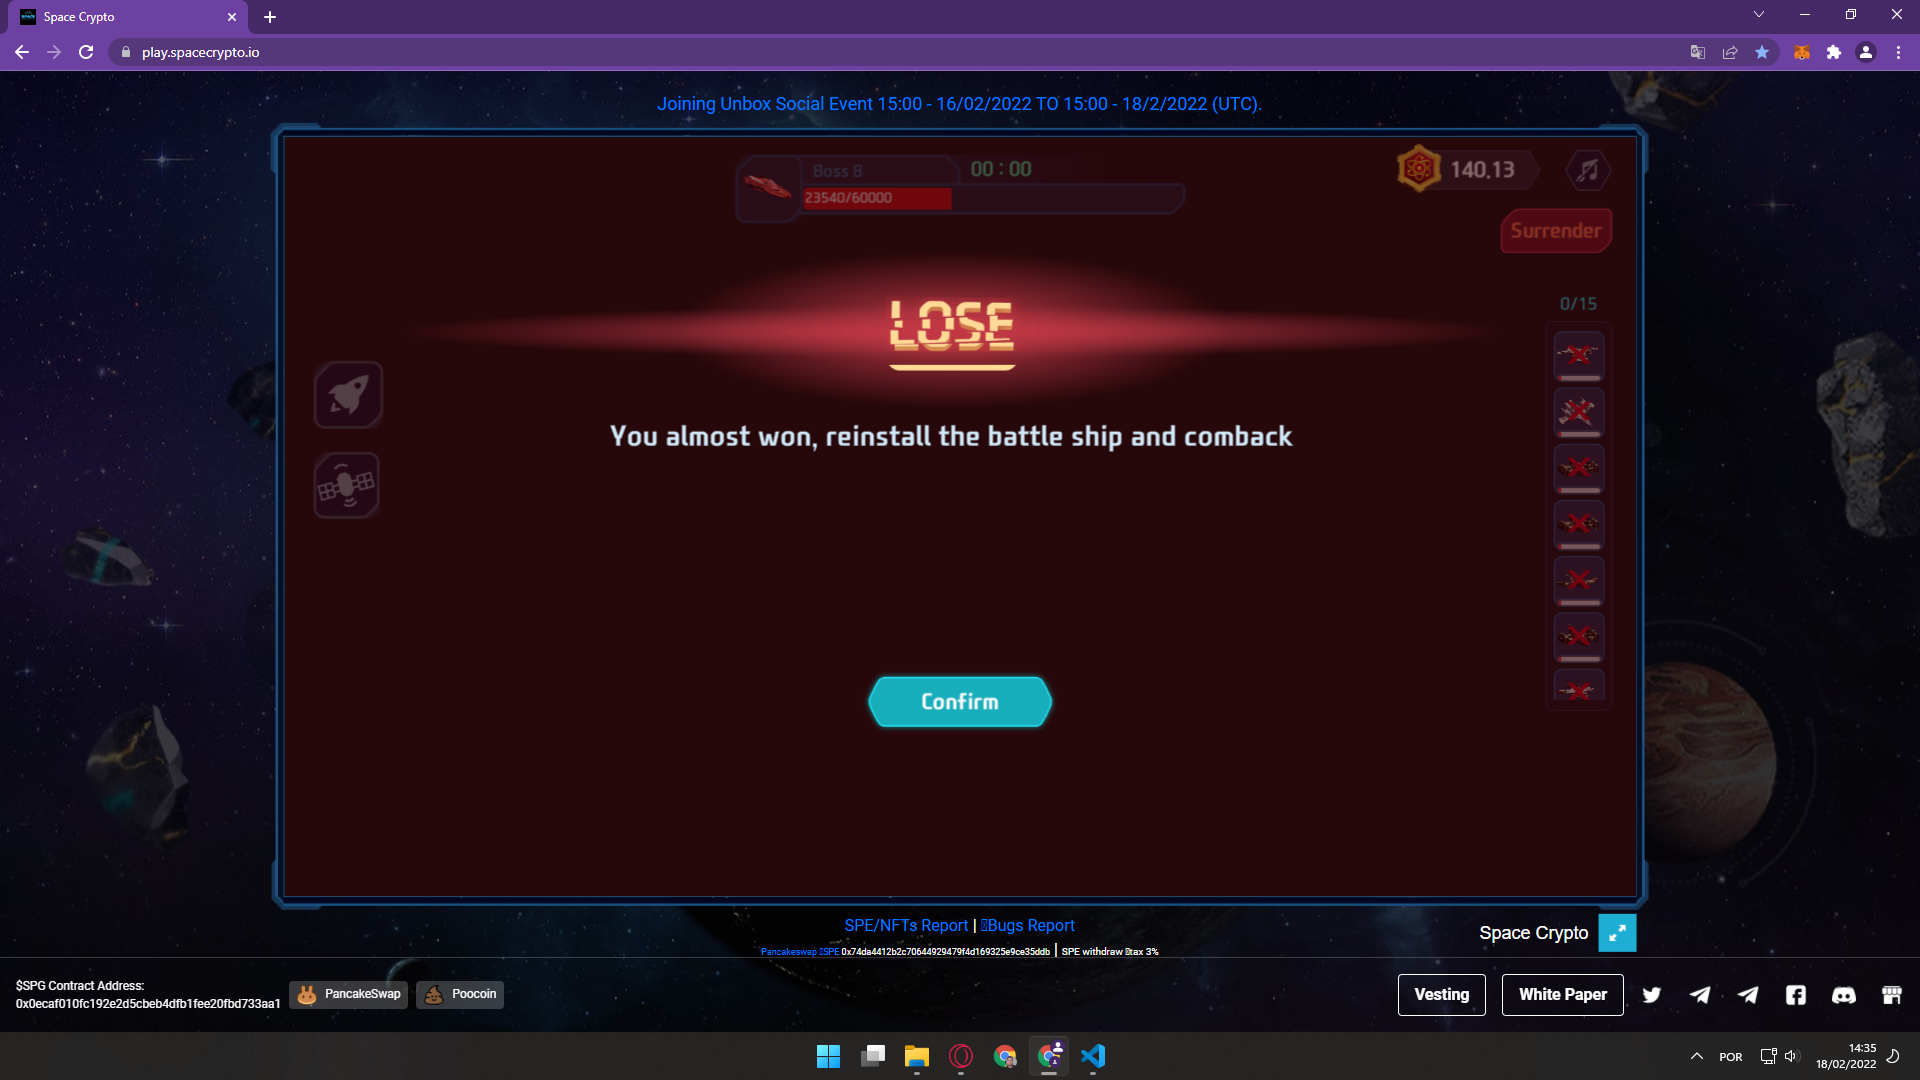 Space Crypto
play.spacecrypto.io
Joining Unbox Social Event 15:00 - 16/02/2022 TO 15:00 - 18/2/2022 (UTC).
Boss 8
00 : 00
23540/60000
140.13
Surrender
0/15
LOSE
You almost won, reinstall the battle ship and comback
Confirm
SPE/NFTs Report | Bugs Report
Pancakeswap SPE 0x74da4412b2c70644929479f4d169325e9ce35ddb | SPE withdraw tax 3%
Space Crypto
$SPG Contract Address:
0x0ecaf010fc192e2d5cbeb4dfb1fee20fbd733aa1
PancakeSwap
Poocoin
Vesting
White Paper
POR
14:35
18/02/2022